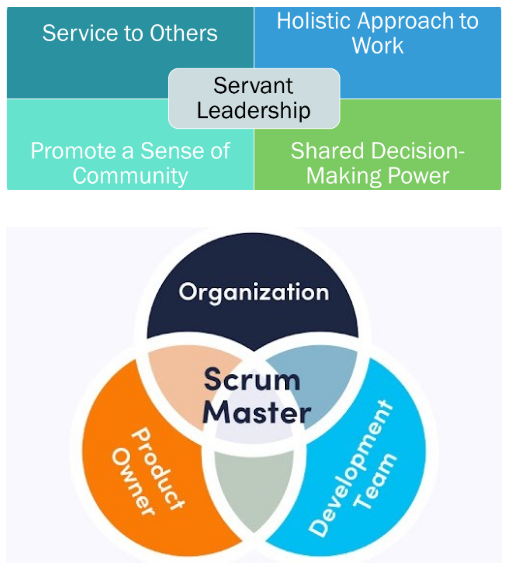 Service to Others
Holistic Approach to
Work
Servant
Leadership
Promote a Sense of
Community
Shared Decision-
Making Power
Organization
Scrum
Master
Product
Owner
Development
Team